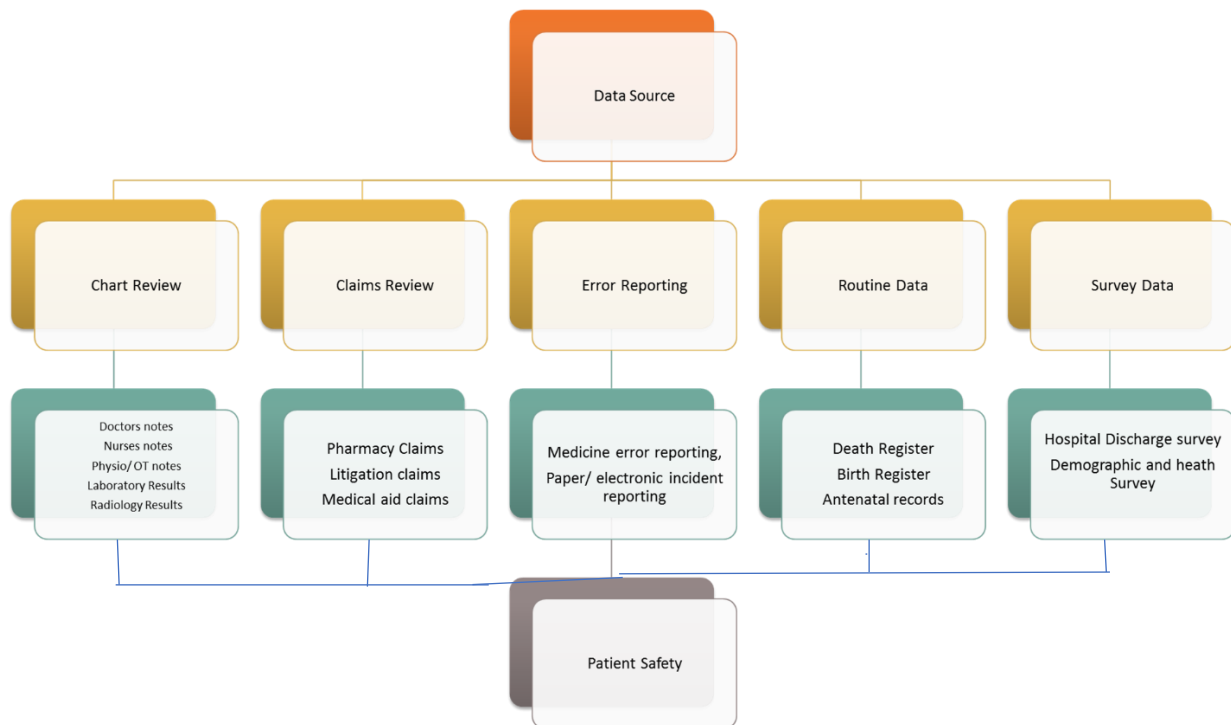 Data Source
Chart Review
Claims Review
Error Reporting
Routine Data
Survey Data
Doctors notes
Nurses notes
Physio/ OT notes
Laboratory Results
Radiology Results
Pharmacy Claims
Litigation claims
Medical aid claims
Medicine error reporting,
Paper/ electronic incident
reporting
Death Register
Birth Register
Antenatal records
Hospital Discharge survey
Demographic and heath
Survey
Patient Safety